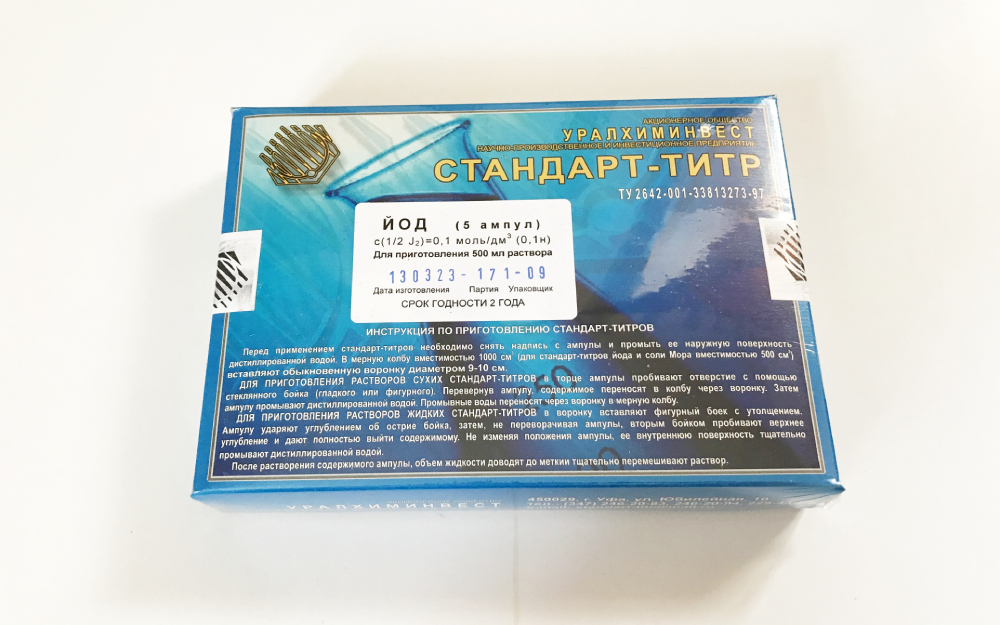 АКЦИОНЕРНОЕ ОБЩЕСТВО
УРАЛХИМИНВЕСТ
НАУЧНО-ПРОИЗВОДСТВЕННОЕ И ИНВЕСТИЦИОННОЕ ПРЕДПРИЯТИЕ
СТАНДАРТ-ТИТР
ТУ 2642-001-33813273-97
ЙОД (5 ампул)
с(1/2 J₂)=0,1 моль/дм³ (0,1н)
Для приготовления 500 мл раствора
130323-171-09
Дата изготовления Партия Упаковщик
СРОК ГОДНОСТИ 2 ГОДА
ИНСТРУКЦИЯ ПО ПРИГОТОВЛЕНИЮ СТАНДАРТ-ТИТРОВ
Перед применением стандарт-титров необходимо снять надпись с ампулы и промыть ее наружную поверхность
дистиллированной водой. В мерную колбу вместимостью 1000 см³ (для стандарт-титров йода и соли Мора вместимостью 500 см³)
вставляют обыкновенную воронку диаметром 9-10 см.
ДЛЯ ПРИГОТОВЛЕНИЯ РАСТВОРОВ СУХИХ СТАНДАРТ-ТИТРОВ в торце ампулы пробивают отверстие с помощью
стеклянного бойка (гладкого или фигурного). Перевернув ампулу, содержимое переносят в колбу через воронку. Затем
ампулу промывают дистиллированной водой. Промывные воды переносят через воронку в мерную колбу.
ДЛЯ ПРИГОТОВЛЕНИЯ РАСТВОРОВ ЖИДКИХ СТАНДАРТ-ТИТРОВ в воронку вставляют фигурный боек с утолщением.
Ампулу ударяют углублением об острие бойка, затем, не переворачивая ампулы, вторым бойком пробивают верхнее
углубление и дают полностью выйти содержимому. Не изменяя положения ампулы, ее внутреннюю поверхность тщательно
промывают дистиллированной водой.
После растворения содержимого ампулы, объем жидкости доводят до метки и тщательно перемешивают раствор.
150
УРАЛХИМИНВЕСТ
450029, г. Уфа, ул. Юбилейная